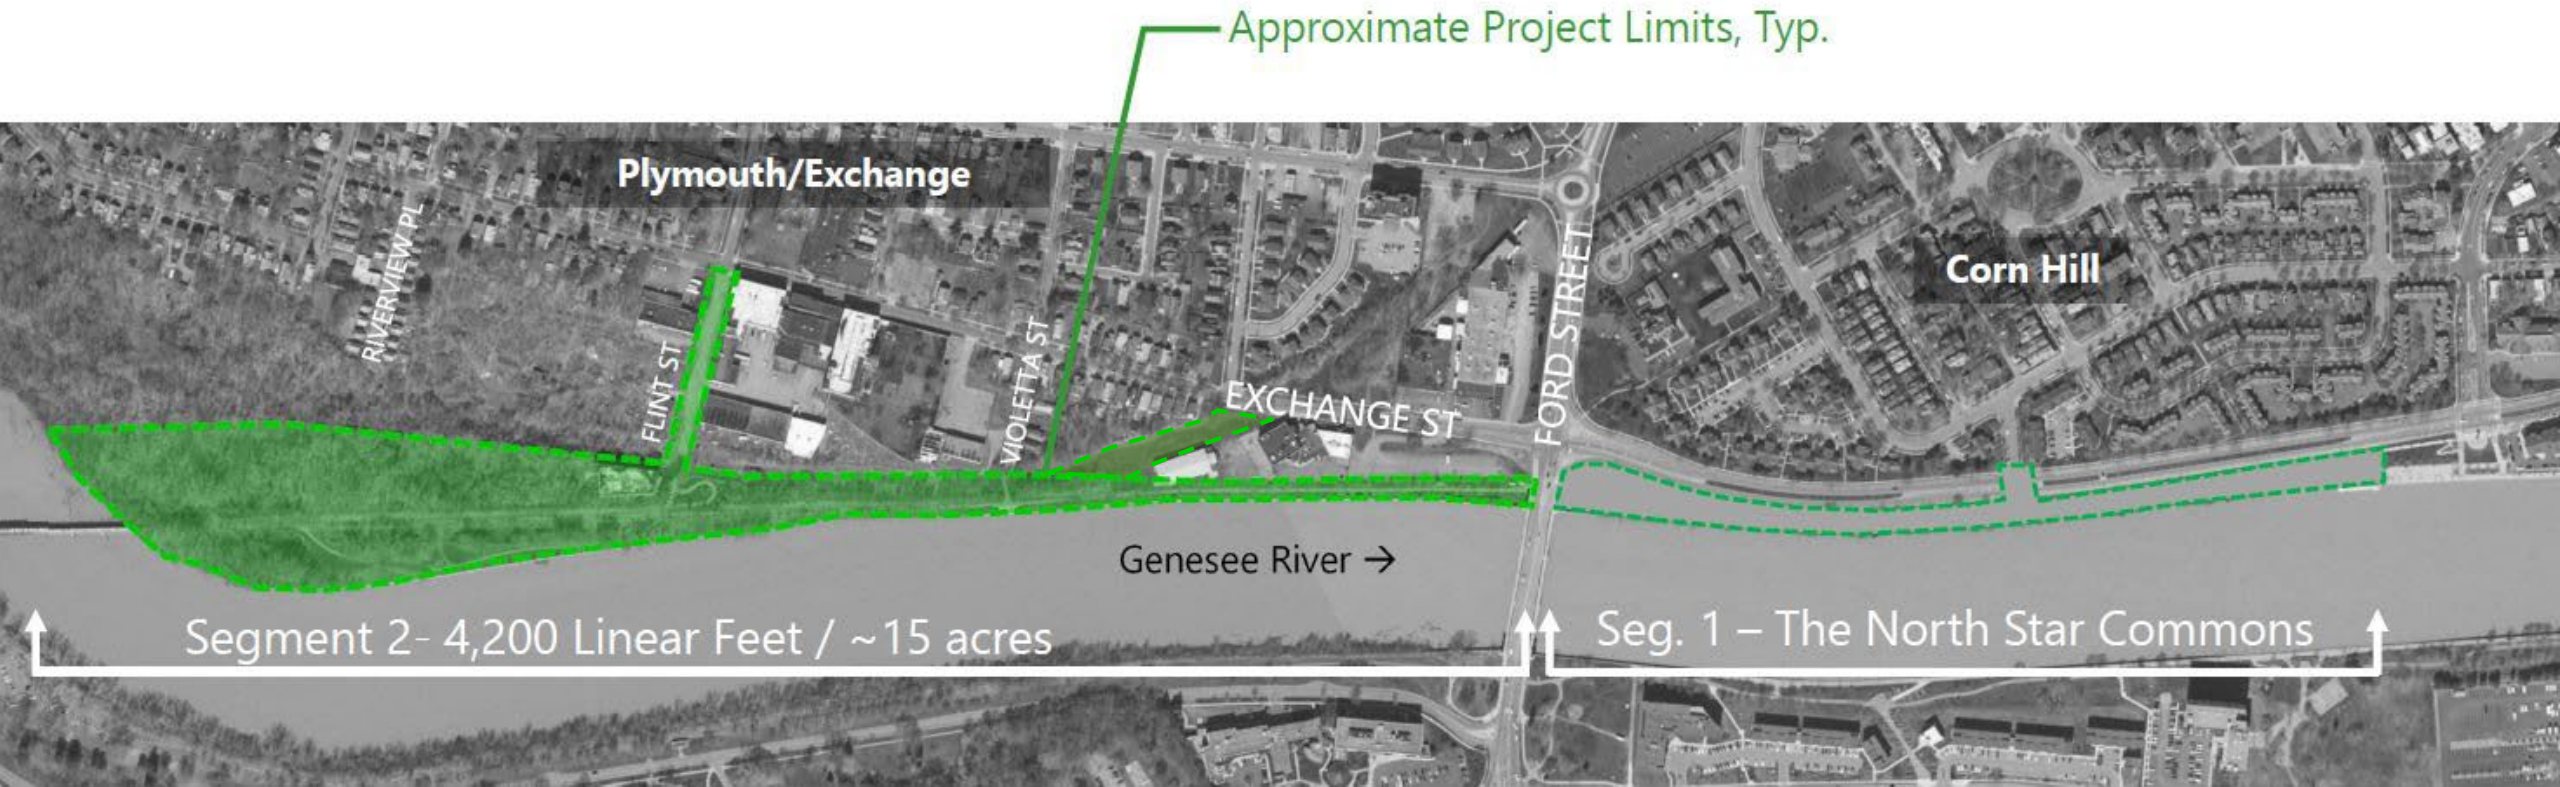 Approximate Project Limits, Typ.
Plymouth/Exchange
RIVERVIEW PL
FLINT ST
VIOLETTA ST
EXCHANGE ST
FORD STREET
Corn Hill
Genesee River →
Segment 2- 4,200 Linear Feet / ~15 acres
Seg. 1 – The North Star Commons